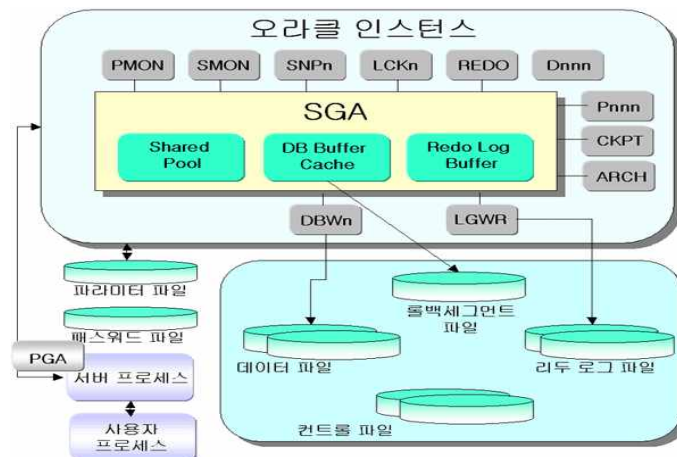 오라클 인스턴스
PMON
SMON
SNPn
LCKn
REDO
Dnnn
SGA
Pnnn
Shared
Pool
DB Buffer
Cache
Redo Log
Buffer
CKPT
ARCH
DBWn
LGWR
파라미터 파일
패스워드 파일
롤백세그먼트
파일
데이터 파일
리두 로그 파일
PGA
서버 프로세스
컨트롤 파일
사용자
프로세스